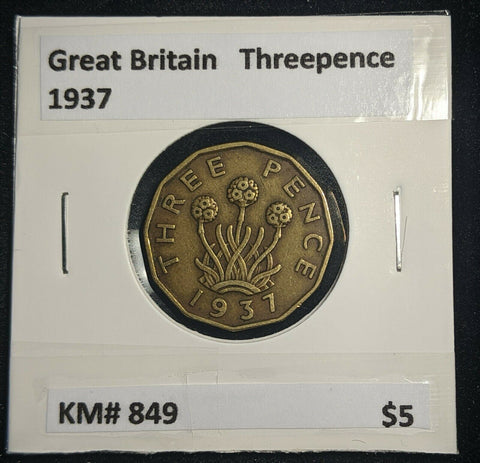 Great Britain Threepence
1937
THREE PENCE
1937
KM# 849 $5